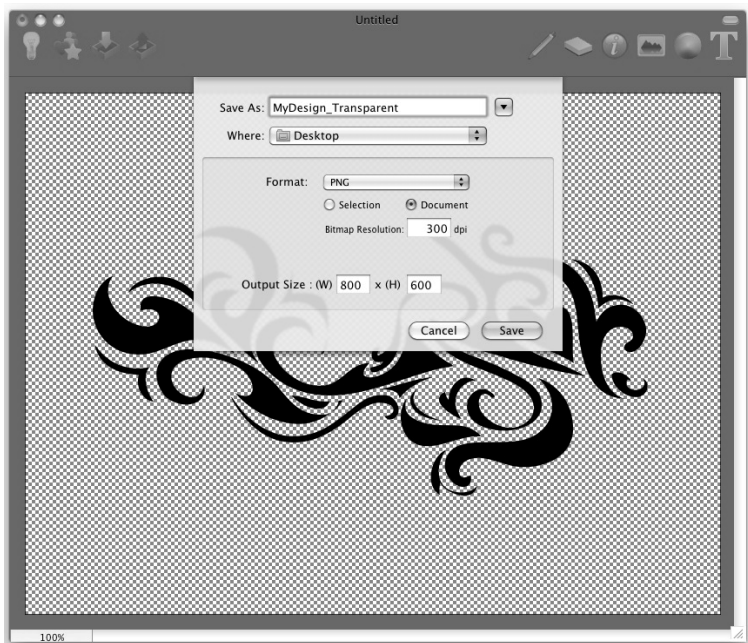 Untitled
T
Save As: MyDesign_Transparent
Where: Desktop
Format: PNG
Selection Document
Bitmap Resolution: 300 dpi
Output Size : (W) 800 x (H) 600
Cancel Save
100%